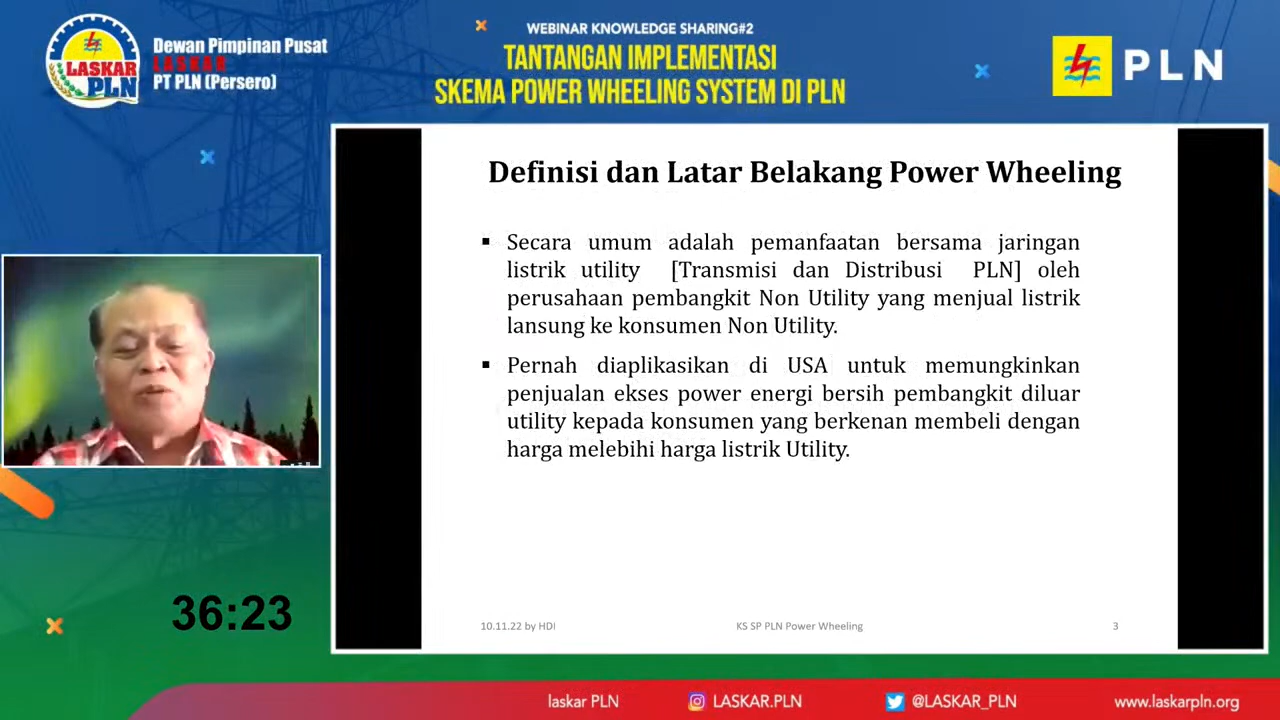 LASKAR
PLN
Dewan Pimpinan Pusat
LASKAR
PT PLN (Persero)
WEBINAR KNOWLEDGE SHARING#2
TANTANGAN IMPLEMENTASI
SKEMA POWER WHEELING SYSTEM DI PLN
PLN
Definisi dan Latar Belakang Power Wheeling
▪ Secara umum adalah pemanfaatan bersama jaringan
listrik utility [Transmisi dan Distribusi PLN] oleh
perusahaan pembangkit Non Utility yang menjual listrik
lansung ke konsumen Non Utility.
▪ Pernah diaplikasikan di USA untuk memungkinkan
penjualan ekses power energi bersih pembangkit diluar
utility kepada konsumen yang berkenan membeli dengan
harga melebihi harga listrik Utility.
10.11.22 by HDI
KS SP PLN Power Wheeling
3
36:23
laskar PLN
LASKAR.PLN
@LASKAR_PLN
www.laskarpln.org